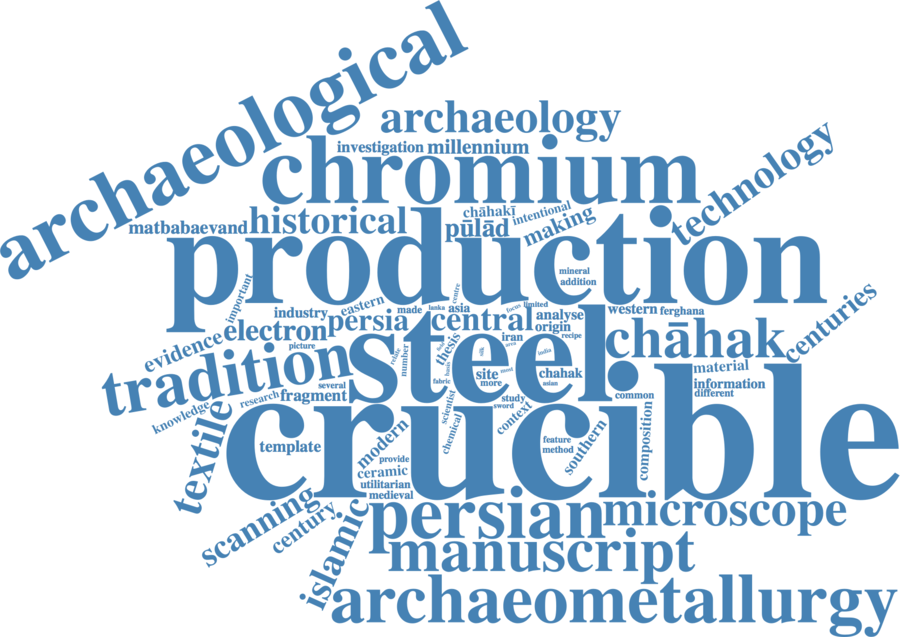 archaeological
archaeology
investigation
millennium
chromium
technology
chāhakī
intentional
matbabaevand
historical
pūlād
making
production
mineral
addition
important
eastern
made
lanka
asia
centre
focus
limited
western
ferghana
centuries
industry
electron
persia
central
analyse
origin
recipe
chāhak
evidence
picture
number
thesis
iran
area
india
steel
tradition
several
fabric
site
more
most
chahak
asian
material
information
different
common
knowledge
research
fragment
scientist
study
sword
context
crucible
textile
template
modern
chemical
feature
method
southern
composition
provide
ceramic
utilitarian
medieval
scanning
century
islamic
persian
microscope
manuscript
archaeometallurgy